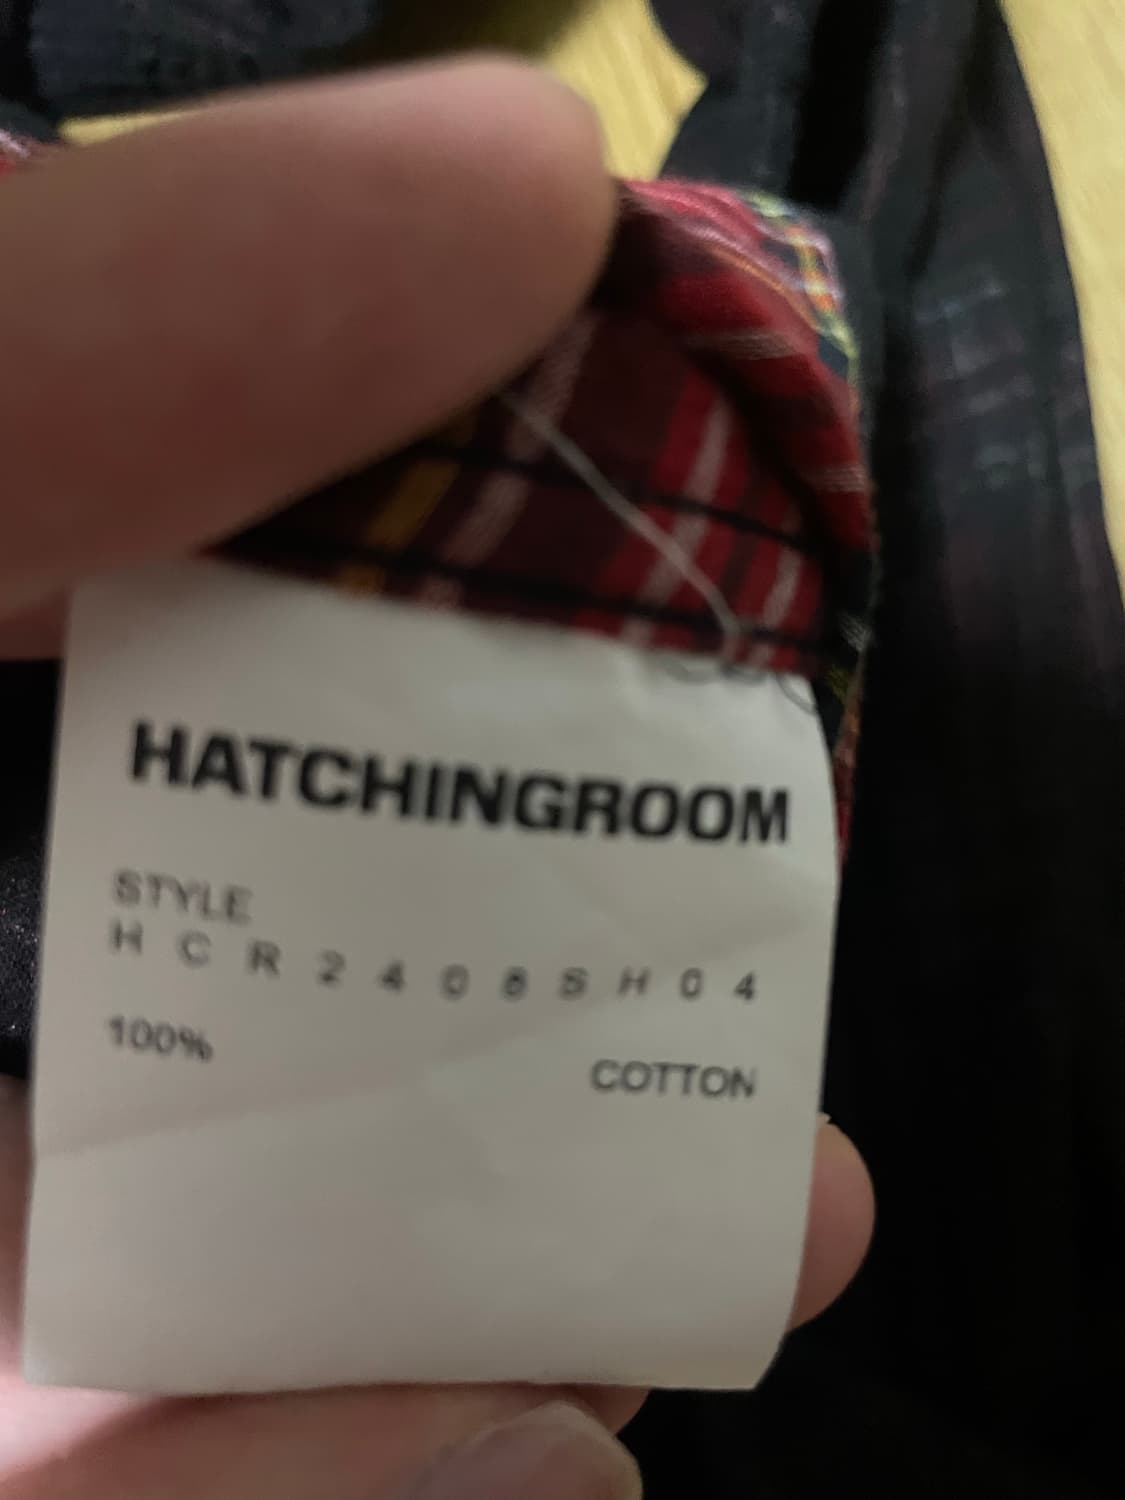 HATCHINGROOM
STYLE
H C R 2 4 0 8 S H 0 4
100%
COTTON